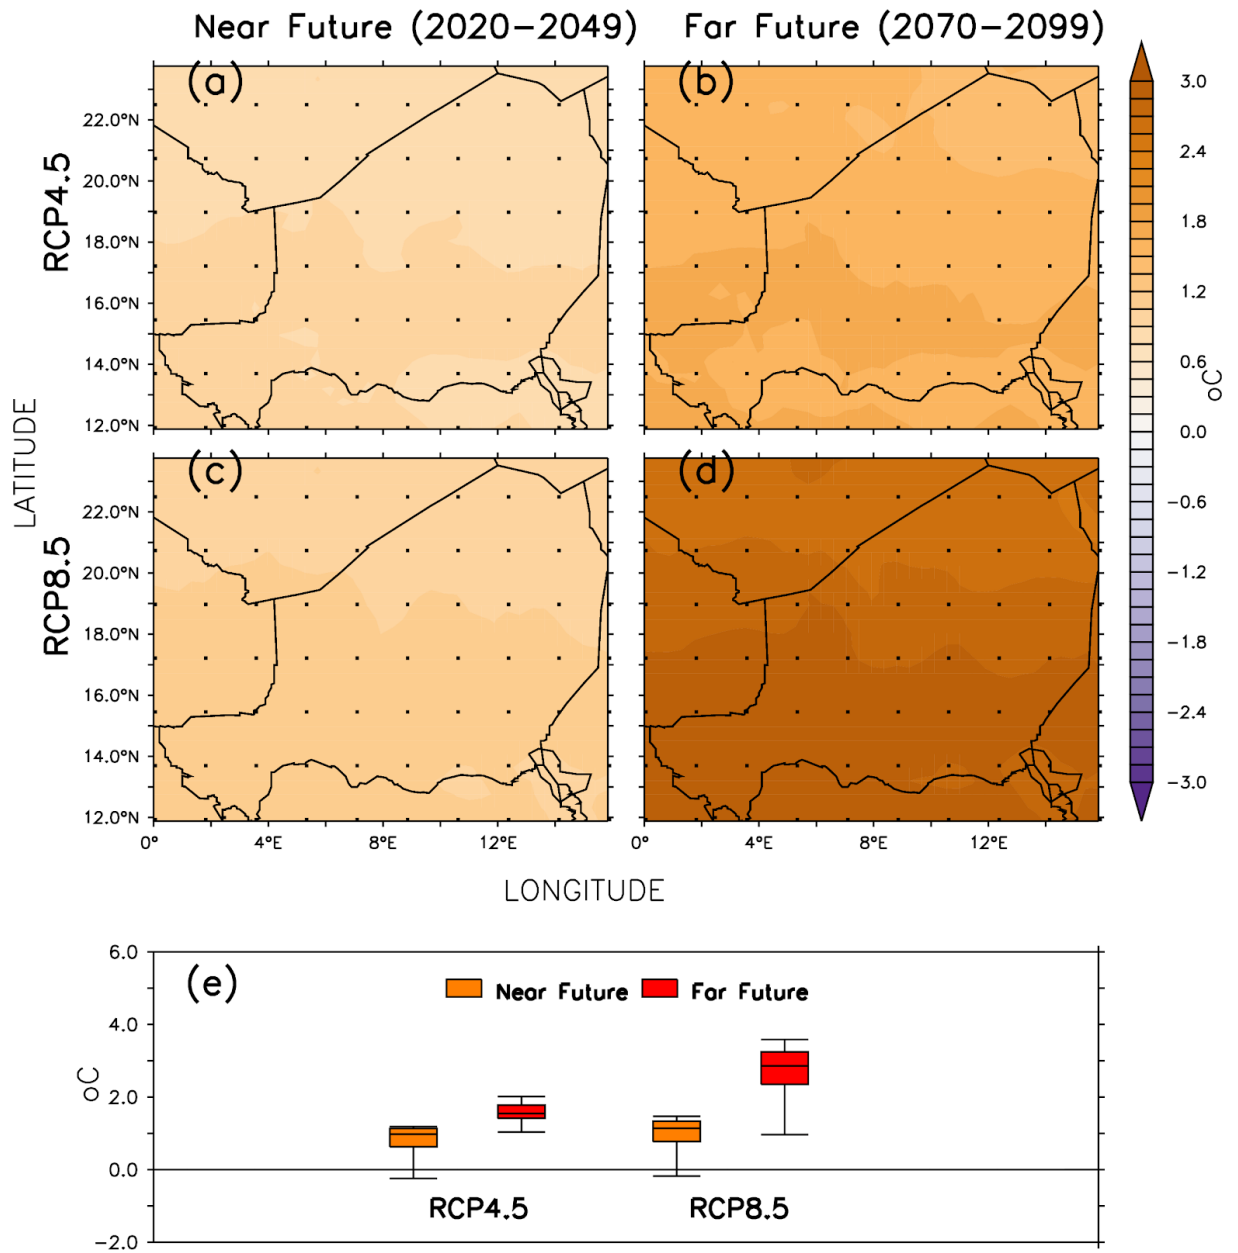 Near Future (2020−2049)
Far Future (2070−2099)
(a)
(b)
RCP4.5
22.0°N
20.0°N
18.0°N
16.0°N
14.0°N
12.0°N
(c)
(d)
LATITUDE
RCP8.5
22.0°N
20.0°N
18.0°N
16.0°N
14.0°N
12.0°N
0°
4°E
8°E
12°E
0°
4°E
8°E
12°E
LONGITUDE
3.0
2.4
1.8
1.2
0.6
0.0
−0.6
−1.2
−1.8
−2.4
−3.0
oC
(e)
Near Future
Far Future
6.0
4.0
2.0
0.0
−2.0
oC
RCP4.5
RCP8.5